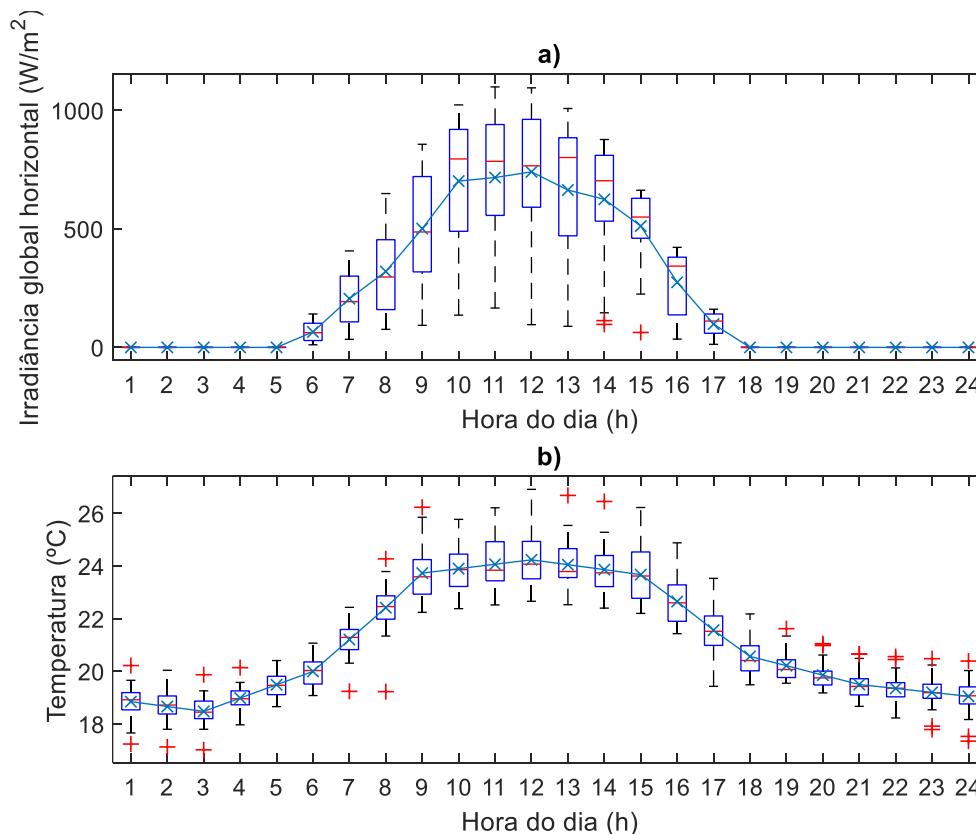 a)
Irradiância global horizontal (W/m²)
1000
500
0
1 2 3 4 5 6 7 8 9 10 11 12 13 14 15 16 17 18 19 20 21 22 23 24
Hora do dia (h)
b)
Temperatura (ºC)
26
24
22
20
18
1 2 3 4 5 6 7 8 9 10 11 12 13 14 15 16 17 18 19 20 21 22 23 24
Hora do dia (h)